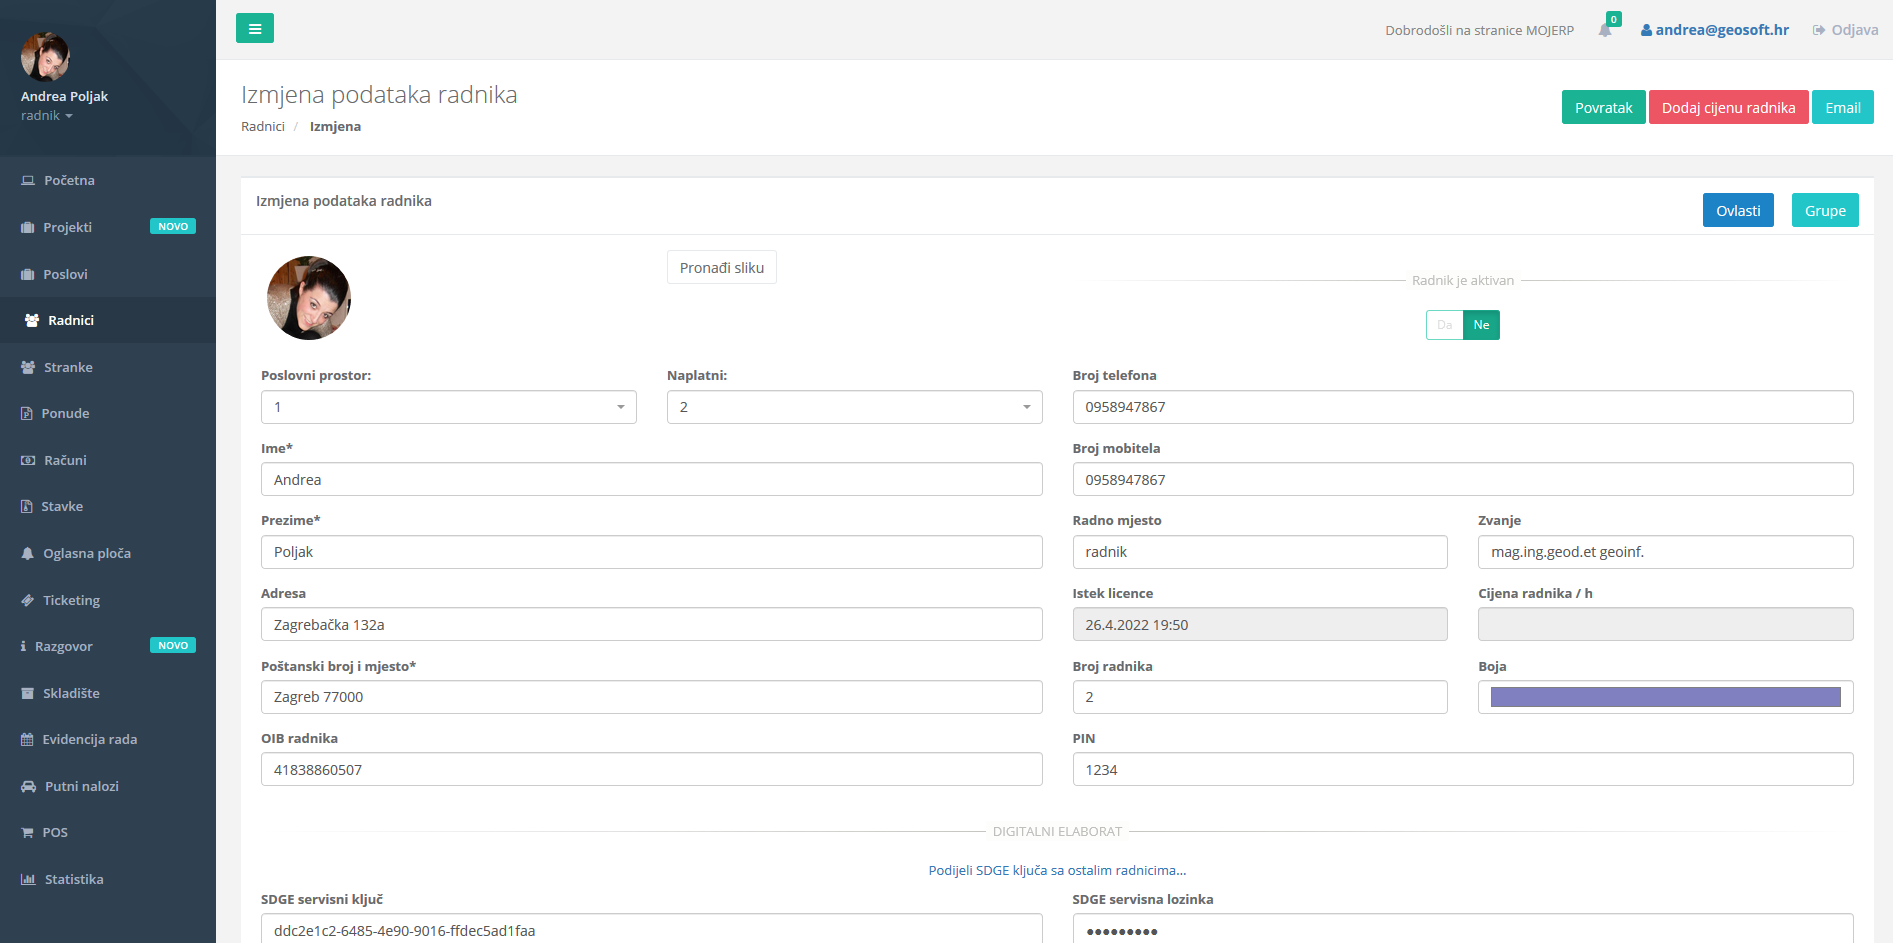 Andrea Poljak
radnik
Početna
Projekti NOVO
Poslovi
Radnici
Stranke
Ponude
Računi
Stavke
Oglasna ploča
Ticketing
Razgovor NOVO
Skladište
Evidencija rada
Putni nalozi
POS
Statistika
Dobrodošli na stranice MOJERP 0 andrea@geosoft.hr Odjava
Izmjena podataka radnika
Radnici / Izmjena
Povratak Dodaj cijenu radnika Email
Izmjena podataka radnika
Ovlasti Grupe
Pronađi sliku
Radnik je aktivan
Da Ne
Poslovni prostor: Naplatni: Broj telefona
1 2 0958947867
Ime* Broj mobitela
Andrea 0958947867
Prezime* Radno mjesto Zvanje
Poljak radnik mag.ing.geod.et geoinf.
Adresa Istek licence Cijena radnika / h
Zagrebačka 132a 26.4.2022 19:50
Poštanski broj i mjesto* Broj radnika Boja
Zagreb 77000 2
OIB radnika PIN
41838860507 1234
DIGITALNI ELABORAT
Podijeli SDGE ključa sa ostalim radnicima...
SDGE servisni ključ SDGE servisna lozinka
ddc2e1c2-6485-4e90-9016-ffdec5ad1faa •••••••••